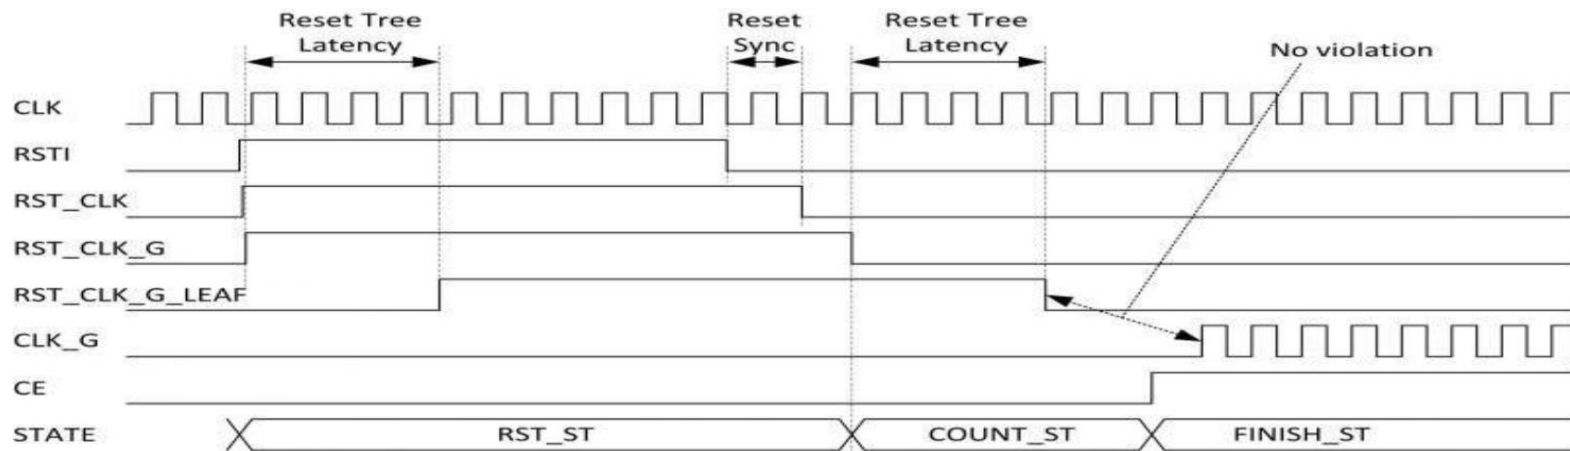 Reset Tree
Latency
Reset
Sync
Reset Tree
Latency
No violation
CLK
RSTI
RST_CLK
RST_CLK_G
RST_CLK_G_LEAF
CLK_G
CE
STATE RST_ST COUNT_ST FINISH_ST